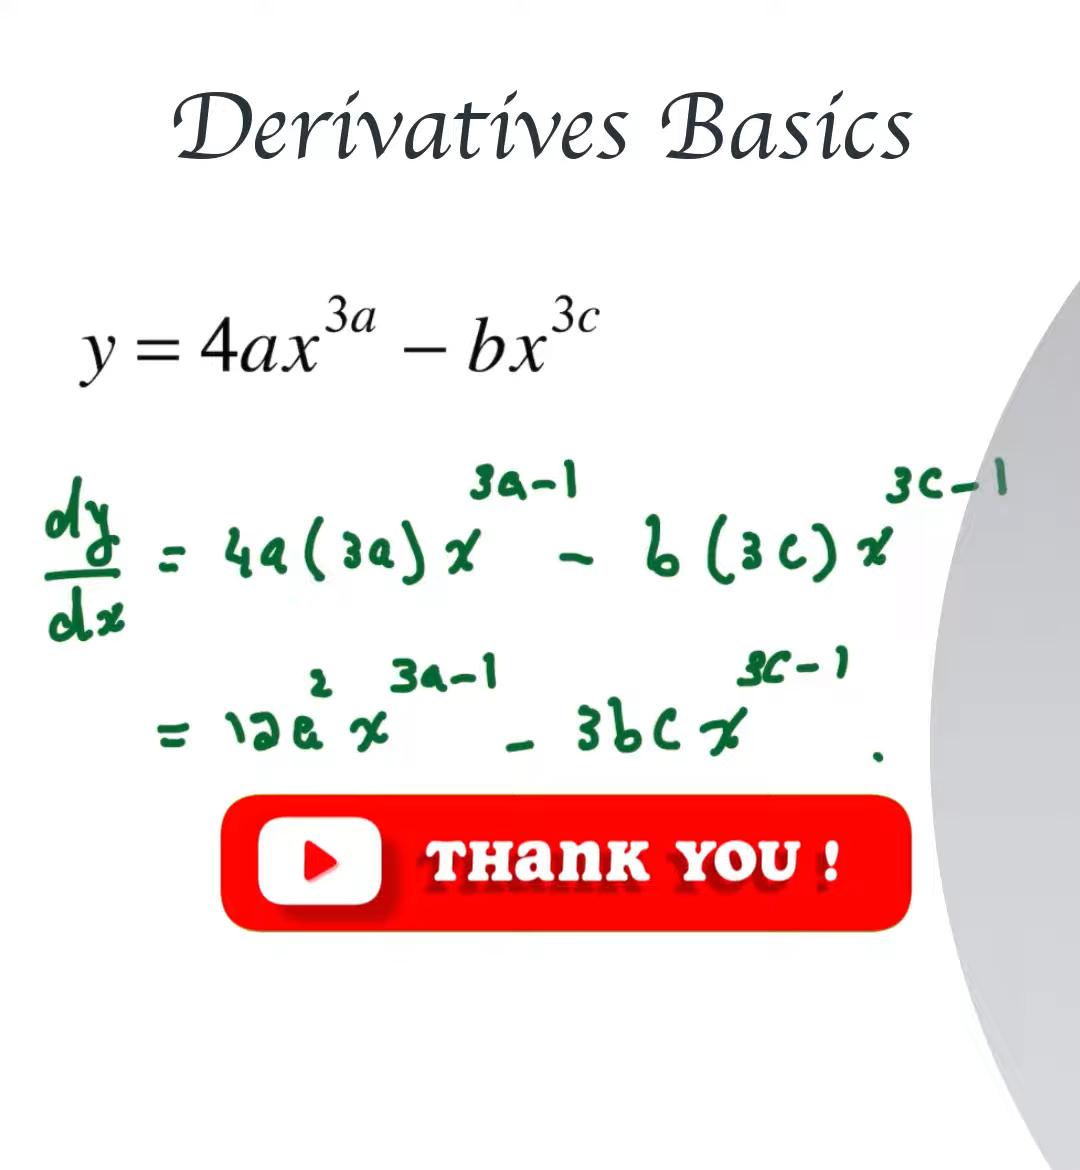 Derivatives Basics
y = 4ax^{3a} − bx^{3c}
dy/dx = 4a(3a)x^{3a-1} − b(3c)x^{3c-1}
= 12a^2 x^{3a-1} − 3bcx^{3c-1}.
THANK YOU !